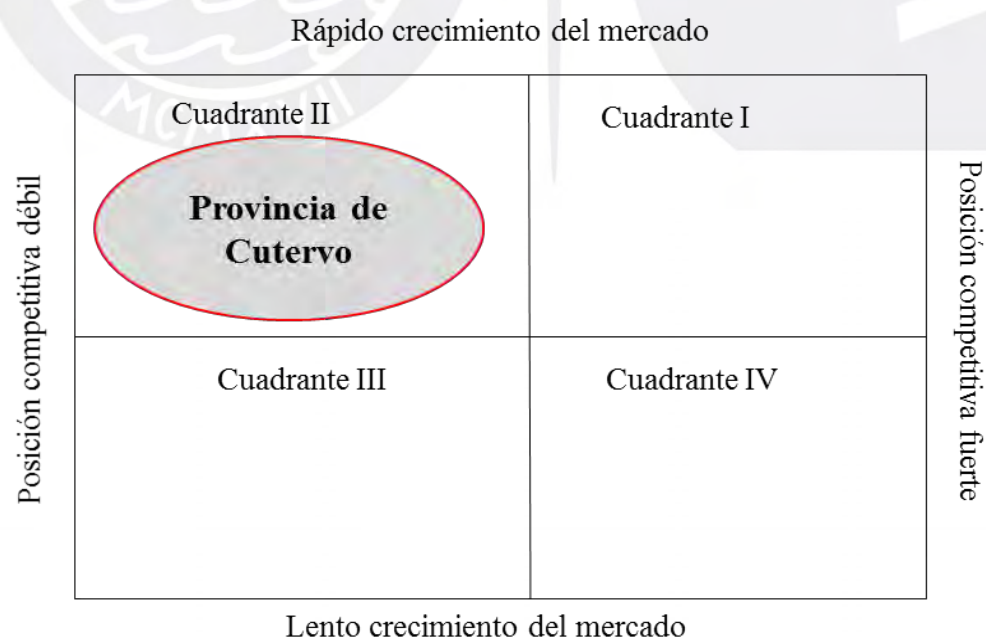 Rápido crecimiento del mercado
Cuadrante II
Cuadrante I
Provincia de
Cutervo
Posición competitiva débil
Posición competitiva fuerte
Cuadrante III
Cuadrante IV
Lento crecimiento del mercado
MCMXVII